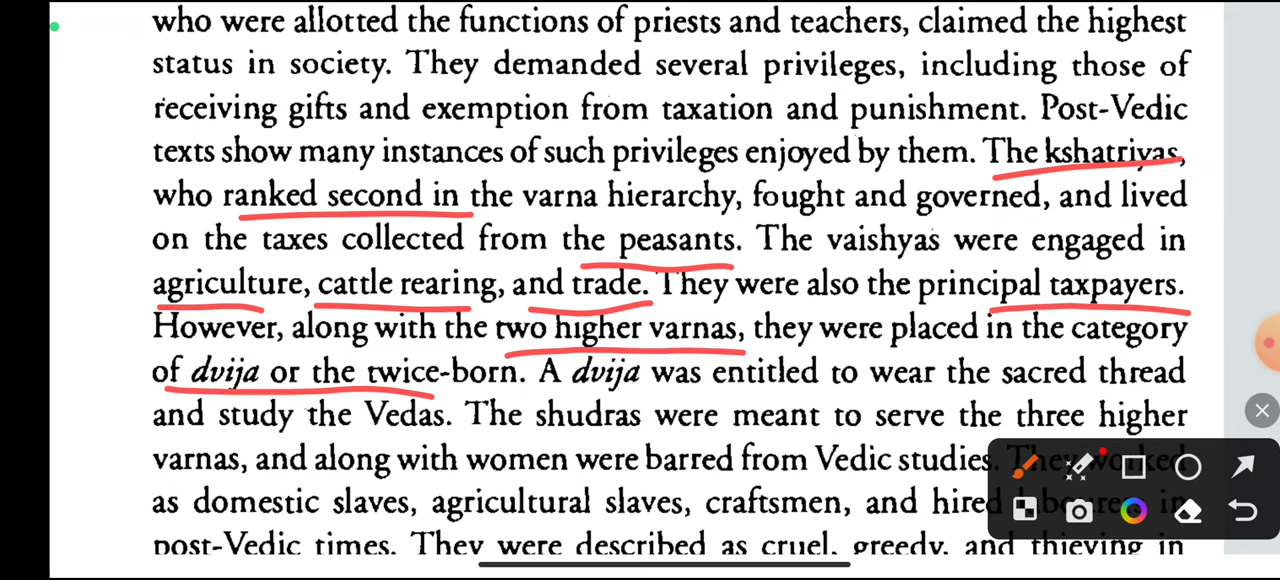 who were allotted the functions of priests and teachers, claimed the highest
status in society. They demanded several privileges, including those of
receiving gifts and exemption from taxation and punishment. Post-Vedic
texts show many instances of such privileges enjoyed by them. The kshatriyas,
who ranked second in the varna hierarchy, fought and governed, and lived
on the taxes collected from the peasants. The vaishyas were engaged in
agriculture, cattle rearing, and trade. They were also the principal taxpayers.
However, along with the two higher varnas, they were placed in the category
of dvija or the twice-born. A dvija was entitled to wear the sacred thread
and study the Vedas. The shudras were meant to serve the three higher
varnas, and along with women were barred from Vedic studies. They worked
as domestic slaves, agricultural slaves, craftsmen, and hired labourers in
post-Vedic times. They were described as cruel, greedy, and thieving in